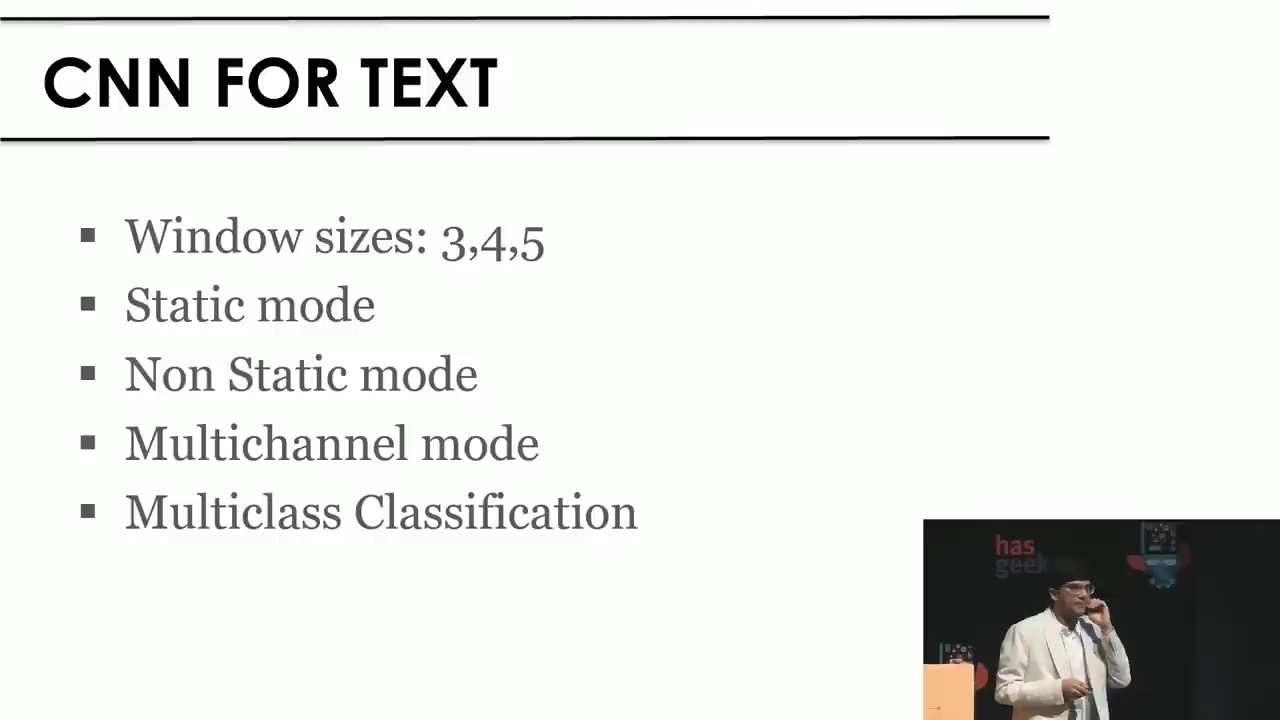 CNN FOR TEXT
Window sizes: 3,4,5
Static mode
Non Static mode
Multichannel mode
Multiclass Classification
has
geek